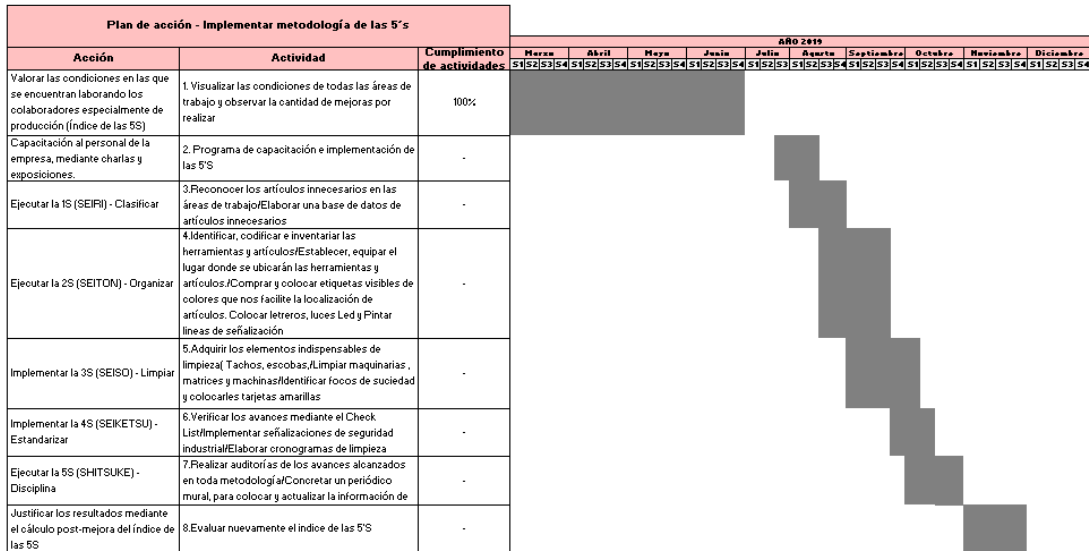 Plan de acción - Implementar metodología de las 5´s
AÑO 2019
Acción
Actividad
Cumplimiento
de actividades
Marzo Abril Mayo Junio Julio Agosto Septiembre Octubre Noviembre Diciembre
S1 S2 S3 S4 S1 S2 S3 S4 S1 S2 S3 S4 S1 S2 S3 S4 S1 S2 S3 S4 S1 S2 S3 S4 S1 S2 S3 S4 S1 S2 S3 S4 S1 S2 S3 S4 S1 S2 S3 S4
Valorar las condiciones en las que
se encuentran laborando los
colaboradores especialmente de
producción (Índice de las 5S)
1. Visualizar las condiciones de todas las áreas de
trabajo y observar la cantidad de mejoras por
realizar
100%
Capacitación al personal de la
empresa, mediante charlas y
exposiciones.
2. Programa de capacitación e implementación de
las 5'S
-
Ejecutar la 1S (SEIRI) - Clasificar
3.Reconocer los artículos innecesarios en las
áreas de trabajo/Elaborar una base de datos de
artículos innecesarios
-
Ejecutar la 2S (SEITON) - Organizar
4.Identificar, codificar e inventariar las
herramientas y artículos/Establecer, equipar el
lugar donde se ubicarán las herramientas y
artículos./Comprar y colocar etiquetas visibles de
colores que nos facilite la localización de
artículos. Colocar letreros, luces Led y Pintar
lineas de señalización
-
Implementar la 3S (SEISO) - Limpiar
5.Adquirir los elementos indispensables de
limpieza( Tachos, escobas,/Limpiar maquinarias ,
matrices y machinas/Identificar focos de suciedad
y colocarles tarjetas amarillas
-
Implementar la 4S (SEIKETSU) -
Estandarizar
6.Verificar los avances mediante el Check
List/Implementar señalizaciones de seguridad
industrial/Elaborar cronogramas de limpieza
-
Ejecutar la 5S (SHITSUKE) -
Disciplina
7.Realizar auditorías de los avances alcanzados
en toda metodología/Concretar un periódico
mural, para colocar y actualizar la información de
-
Justificar los resultados mediante
el cálculo post-mejora del índice de
las 5S
8.Evaluar nuevamente el indice de las 5'S
-